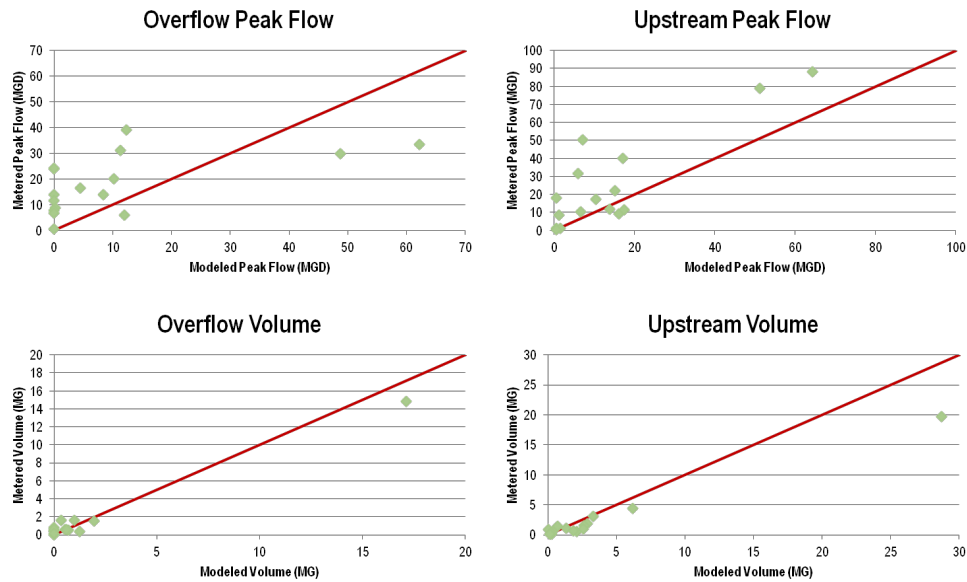 Overflow Peak Flow
Metered Peak Flow (MGD)
70
60
50
40
30
20
10
0
0 10 20 30 40 50 60 70
Modeled Peak Flow (MGD)
Upstream Peak Flow
Metered Peak Flow (MGD)
100
90
80
70
60
50
40
30
20
10
0
0 20 40 60 80 100
Modeled Peak Flow (MGD)
Overflow Volume
Metered Volume (MG)
20
18
16
14
12
10
8
6
4
2
0
0 5 10 15 20
Modeled Volume (MG)
Upstream Volume
Metered Volume (MG)
30
25
20
15
10
5
0
0 5 10 15 20 25 30
Modeled Volume (MG)